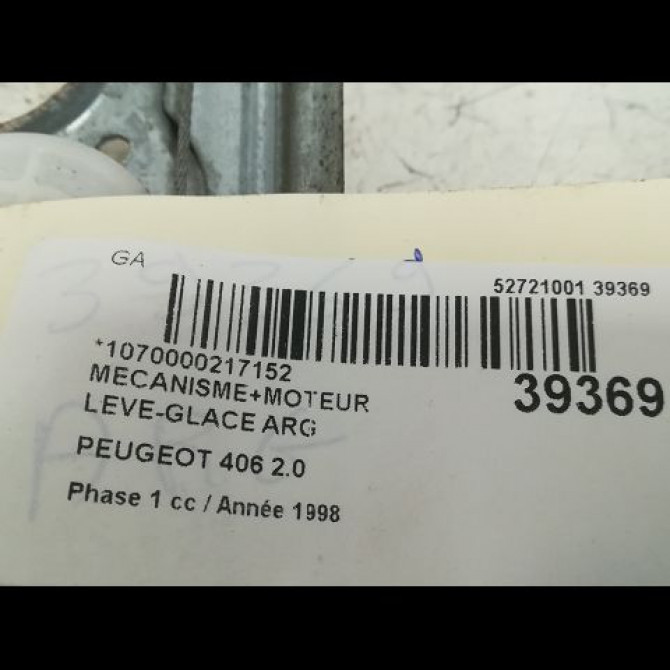 GA
52721001 39369
*1070000217152
39369
MECANISME+MOTEUR
LEVE-GLACE ARG
PEUGEOT 406 2.0
Phase 1 cc / Année 1998
39369